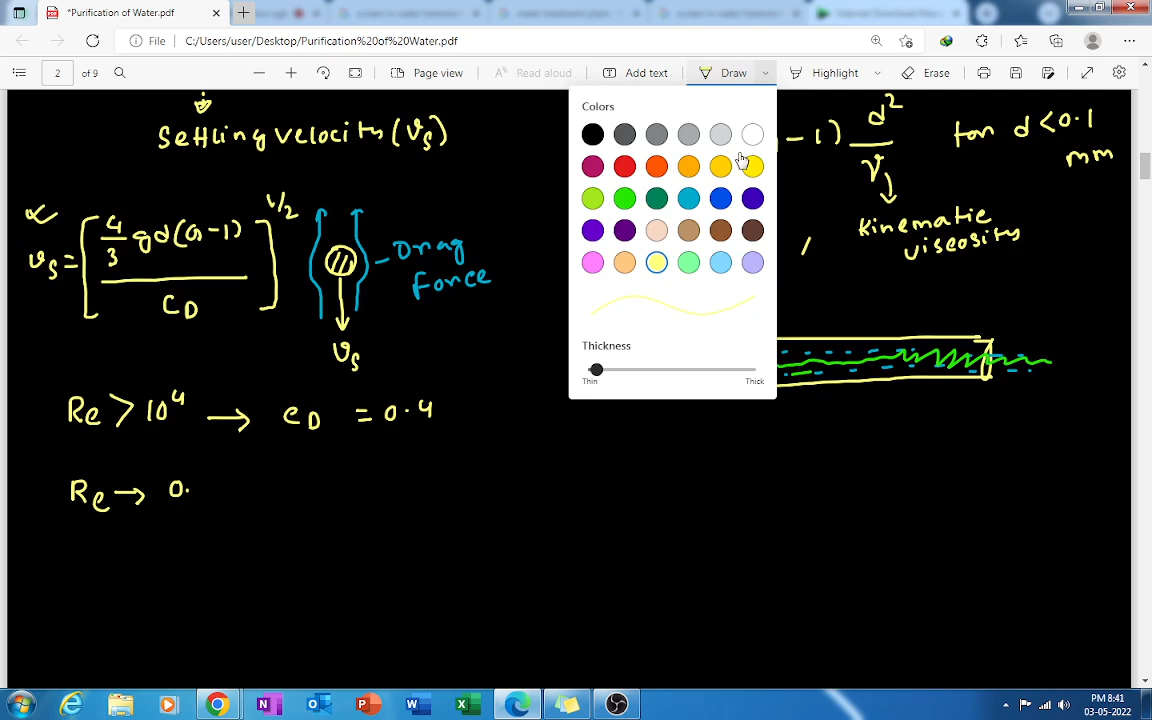 *Purification of Water.pdf
File C:/Users/user/Desktop/Purification%20of%20Water.pdf
2 of 9 Page view Read aloud Add text Draw Highlight Erase
Colors
Thickness
Thin Thick
Settling velocity (vs)
vs = [ 4/3 gd(G-1) / CD ]^1/2
Drag
Force
vs
Re > 10^4 → CD = 0.4
Re → 0.
-1) d^2/ν for d < 0.1
mm
Kinematic
viscosity
PM 8:41
03-05-2022